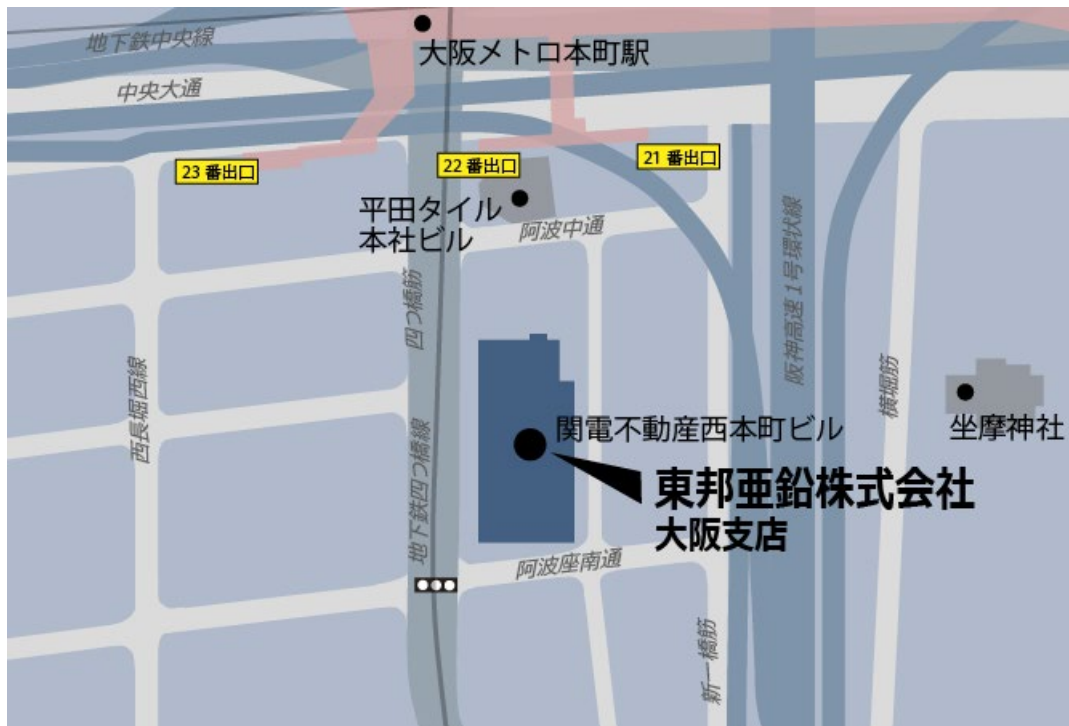 地下鉄中央線
大阪メトロ本町駅
中央大通
23 番出口
22 番出口
21 番出口
平田タイル
本社ビル
阿波中通
四つ橋筋
阪神高速 1号環状線
西長堀西線
横堀筋
関電不動産西本町ビル
坐摩神社
地下鉄四つ橋線
東邦亜鉛株式会社
大阪支店
阿波座南通
新一橋筋